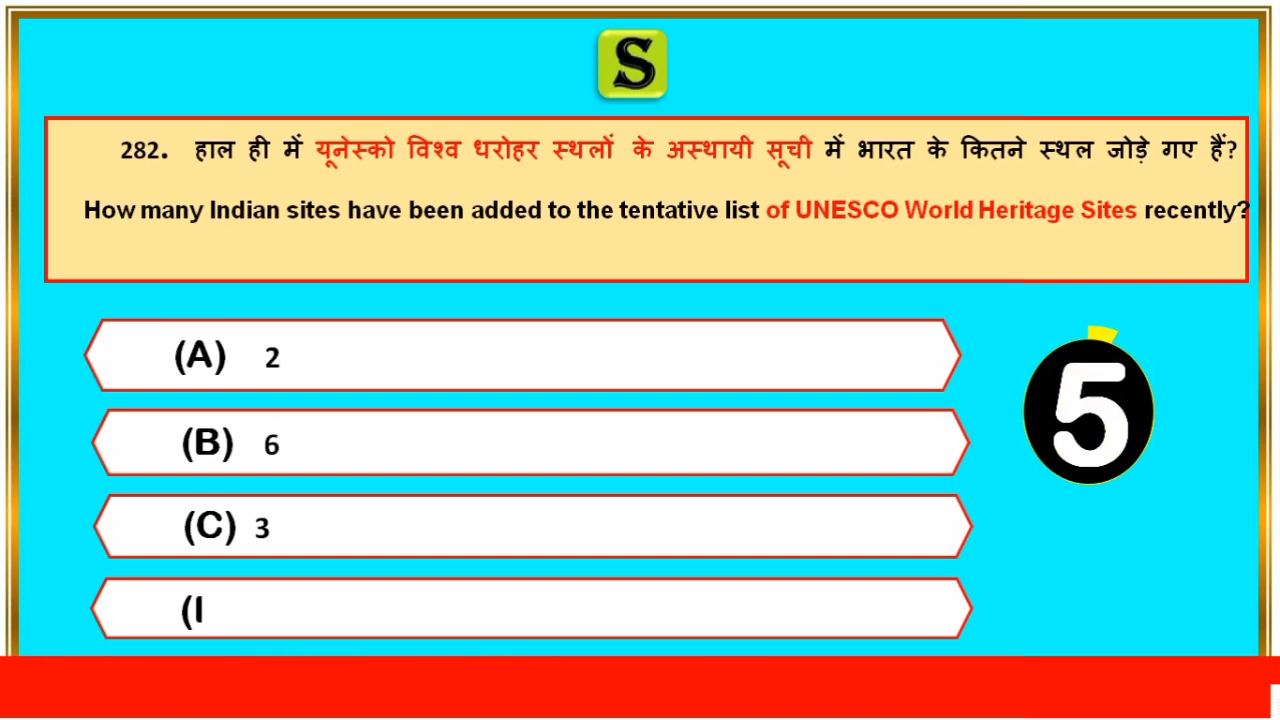 S
282. हाल ही में यूनेस्को विश्व धरोहर स्थलों के अस्थायी सूची में भारत के कितने स्थल जोड़े गए हैं?
How many Indian sites have been added to the tentative list of UNESCO World Heritage Sites recently?
(A) 2
5
(B) 6
(C) 3
(I